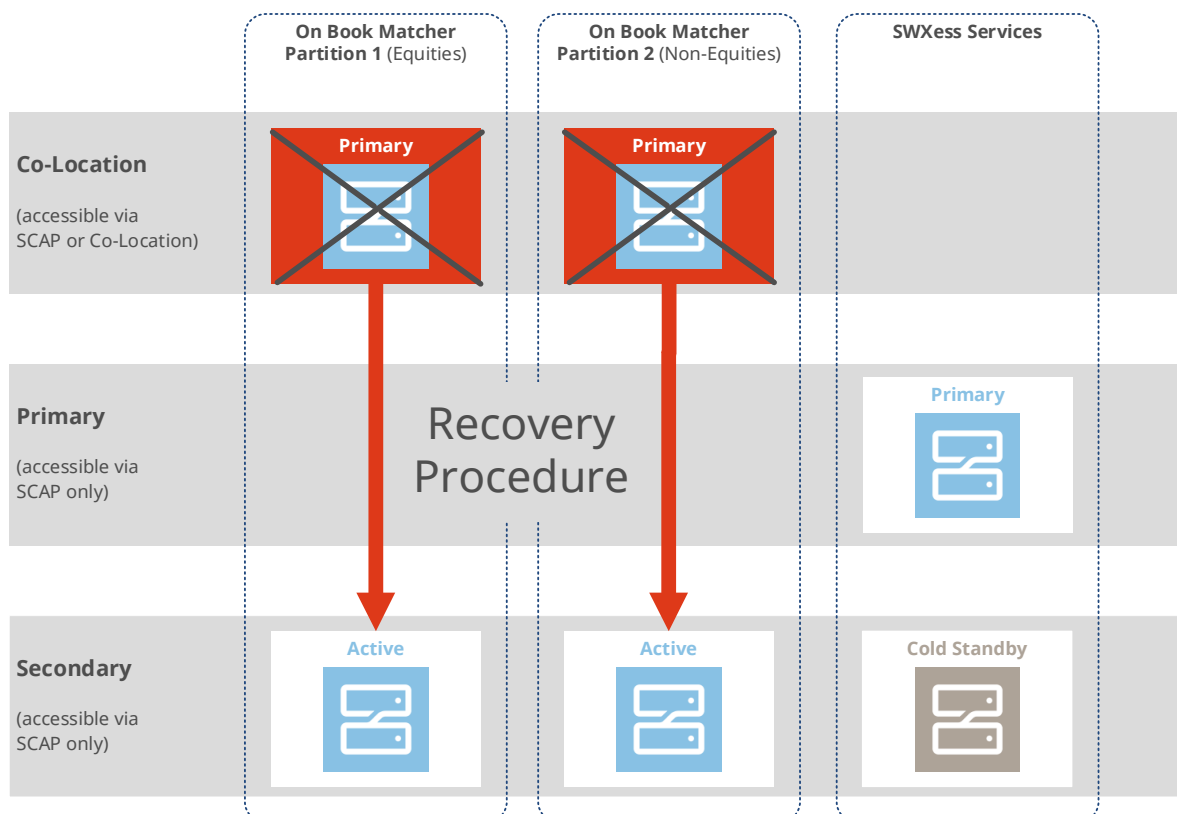 On Book Matcher
Partition 1 (Equities)
On Book Matcher
Partition 2 (Non-Equities)
SWXess Services
Co-Location
(accessible via
SCAP or Co-Location)
Primary
Primary
Primary
(accessible via
SCAP only)
Recovery
Procedure
Primary
Secondary
(accessible via
SCAP only)
Active
Active
Cold Standby